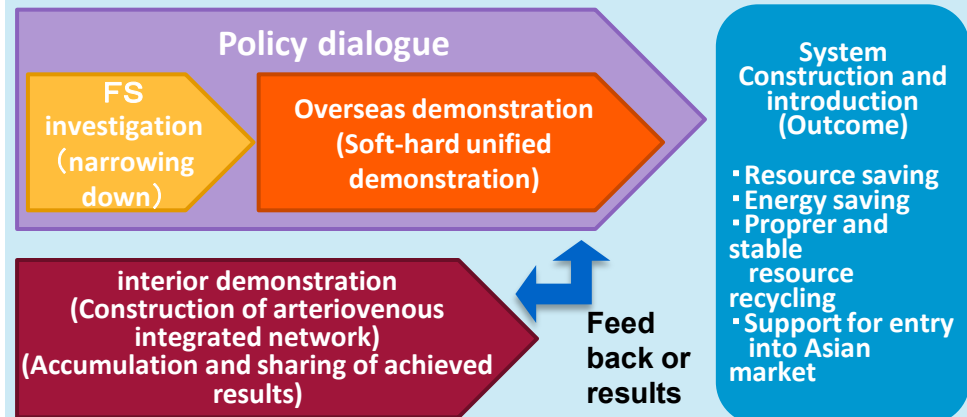 Policy dialogue
FS
investigation
（narrowing
down）
Overseas demonstration
(Soft-hard unified
demonstration)
interior demonstration
(Construction of arteriovenous
integrated network)
(Accumulation and sharing of achieved
results)
Feed
back or
results
System
Construction and
introduction
(Outcome)
・Resource saving
・Energy saving
・Proprer and
stable
resource
recycling
・Support for entry
into Asian
market